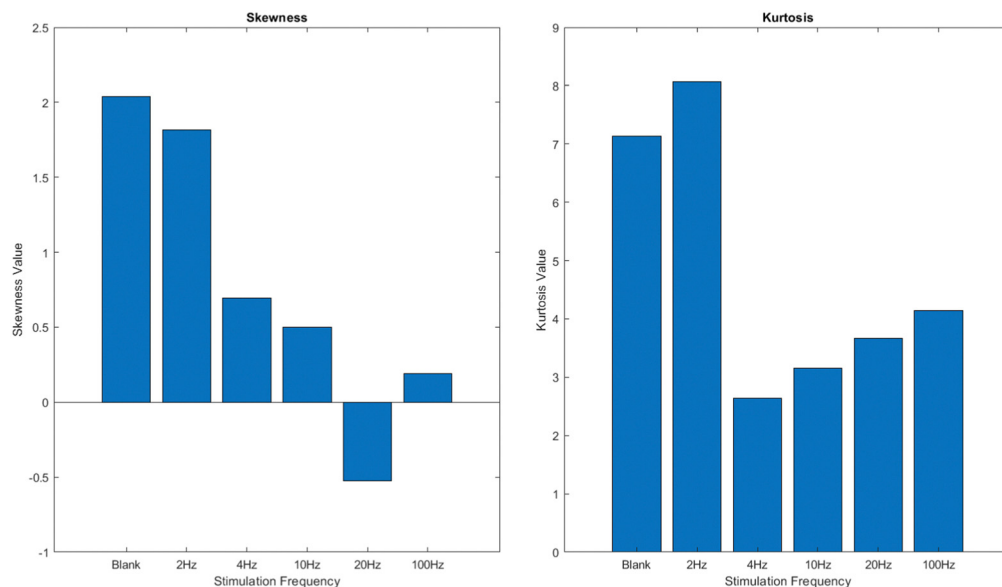 Skewness
2.5
2
1.5
1
0.5
0
-0.5
-1
Skewness Value
Blank 2Hz 4Hz 10Hz 20Hz 100Hz
Stimulation Frequency
Kurtosis
9
8
7
6
5
4
3
2
1
0
Kurtosis Value
Blank 2Hz 4Hz 10Hz 20Hz 100Hz
Stimulation Frequency